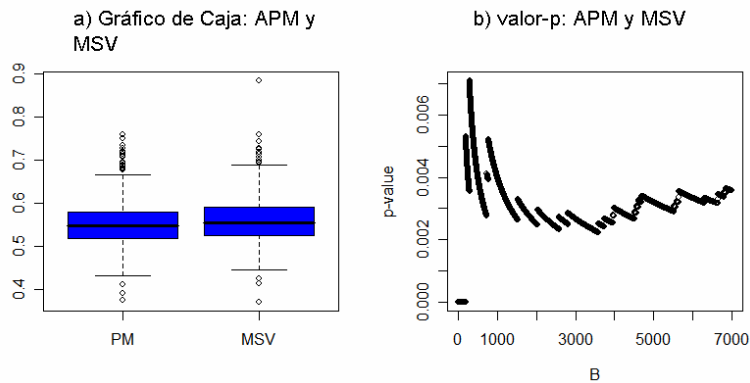 a) Gráfico de Caja: APM y
MSV
0.9
0.8
0.7
0.6
0.5
0.4
PM
MSV
b) valor-p: APM y MSV
p-value
0.006
0.004
0.002
0.000
0
1000
3000
5000
7000
B